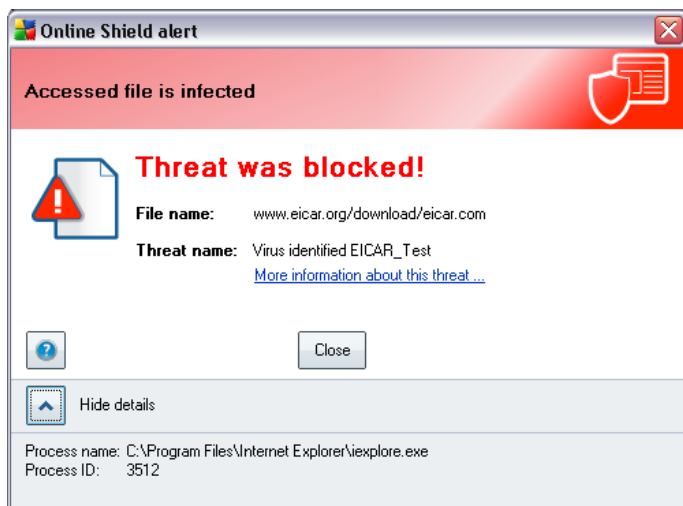 Online Shield alert
Accessed file is infected
Threat was blocked!
File name: www.eicar.org/download/eicar.com
Threat name: Virus identified EICAR_Test
More information about this threat ...
Close
Hide details
Process name: C:\Program Files\Internet Explorer\iexplore.exe
Process ID: 3512